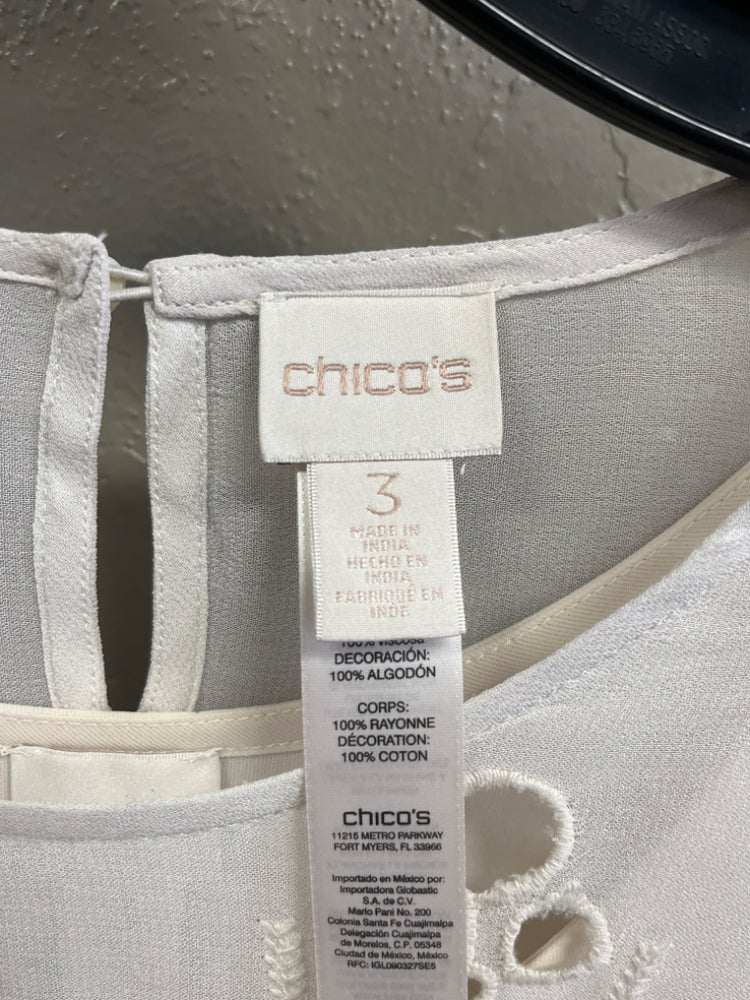 chico's
3
MADE IN
INDIA
HECHO EN
INDIA
FABRIQUÉ EN
INDE
100% viscosa
DECORACIÓN:
100% ALGODÓN
CORPS:
100% RAYONNE
DÉCORATION:
100% COTON
chico's
11215 METRO PARKWAY
FORT MYERS, FL 33966
Importado en México por:
Importadora Globastic
S.A. de C.V.
Mario Pani No. 200
Colonia Santa Fe Cuajimalpa
Delegación Cuajimalpa
de Morelos, C.P. 05348
Ciudad de México, México
RFC: IGL090327SE5